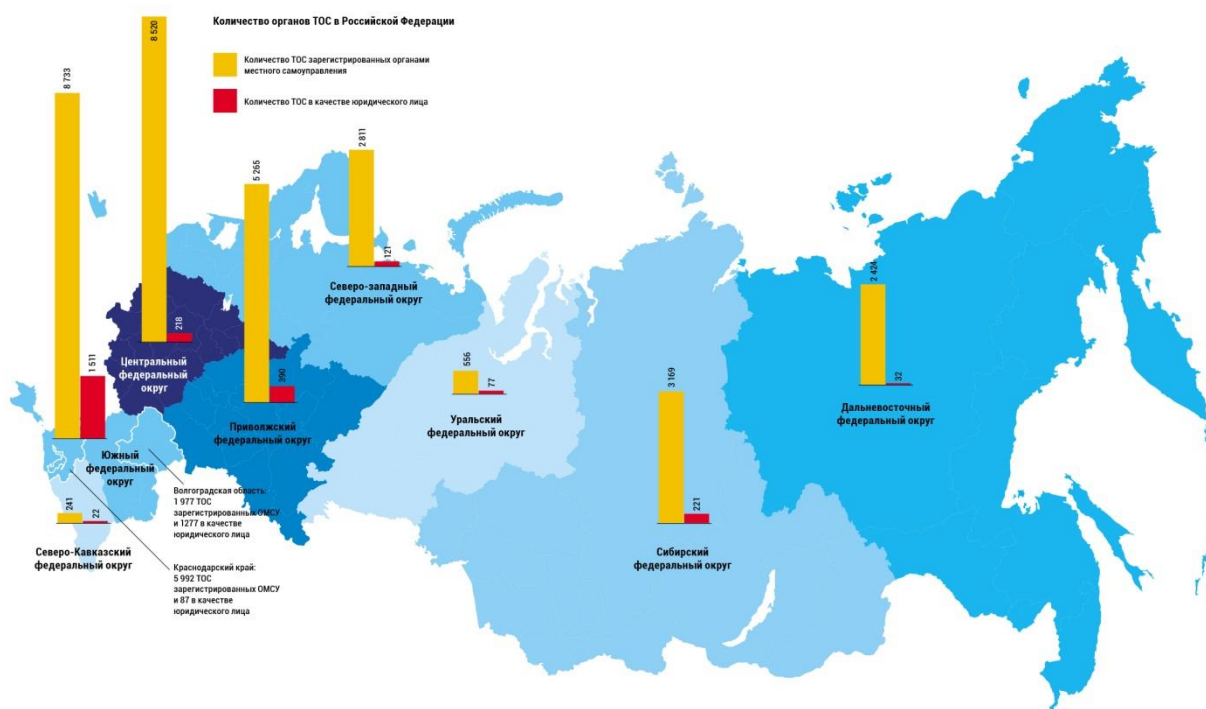 Количество органов ТОС в Российской Федерации
Количество ТОС зарегистрированных органами
местного самоуправления
Количество ТОС в качестве юридического лица
8 520
8 733
5 265
2 811
121
Северо-западный
федеральный округ
218
Центральный
федеральный
округ
1 511
390
Приволжский
федеральный округ
556
77
Уральский
федеральный округ
3 169
221
Сибирский
федеральный округ
2 424
32
Дальневосточный
федеральный округ
Южный
федеральный
округ
241
22
Северо-Кавказский
федеральный округ
Волгоградская область:
1 977 ТОС
зарегистрированных ОМСУ
и 1277 в качестве
юридического лица
Краснодарский край:
5 992 ТОС
зарегистрированных ОМСУ
и 87 в качестве
юридического лица